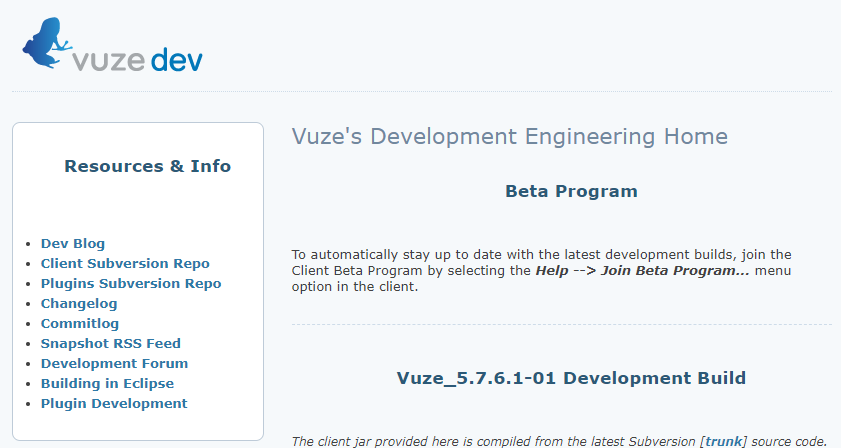 vuze dev
Resources & Info
Dev Blog
Client Subversion Repo
Plugins Subversion Repo
Changelog
Commitlog
Snapshot RSS Feed
Development Forum
Building in Eclipse
Plugin Development
Vuze's Development Engineering Home
Beta Program
To automatically stay up to date with the latest development builds, join the
Client Beta Program by selecting the Help --> Join Beta Program... menu
option in the client.
Vuze_5.7.6.1-01 Development Build
The client jar provided here is compiled from the latest Subversion [trunk] source code.